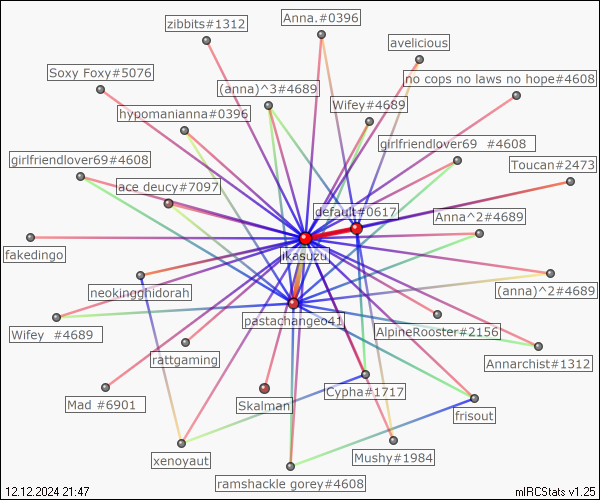 zibbits#1312
Anna.#0396
avelicious
Soxy Foxy#5076
(anna)^3#4689
no cops no laws no hope#4608
hypomanianna#0396
Wifey#4689
girlfriendlover69 #4608
girlfriendlover69#4608
Toucan#2473
ace deucy#7097
default#0617
Anna^2#4689
fakedingo
ikasuzu
neokingghidorah
(anna)^2#4689
pastachangeo41
Wifey #4689
AlpineRooster#2156
rattgaming
Annarchist#1312
Mad #6901
Skalman
Cypha#1717
frisout
xenoyaut
Mushy#1984
ramshackle gorey#4608
12.12.2024 21:47
mIRCStats v1.25